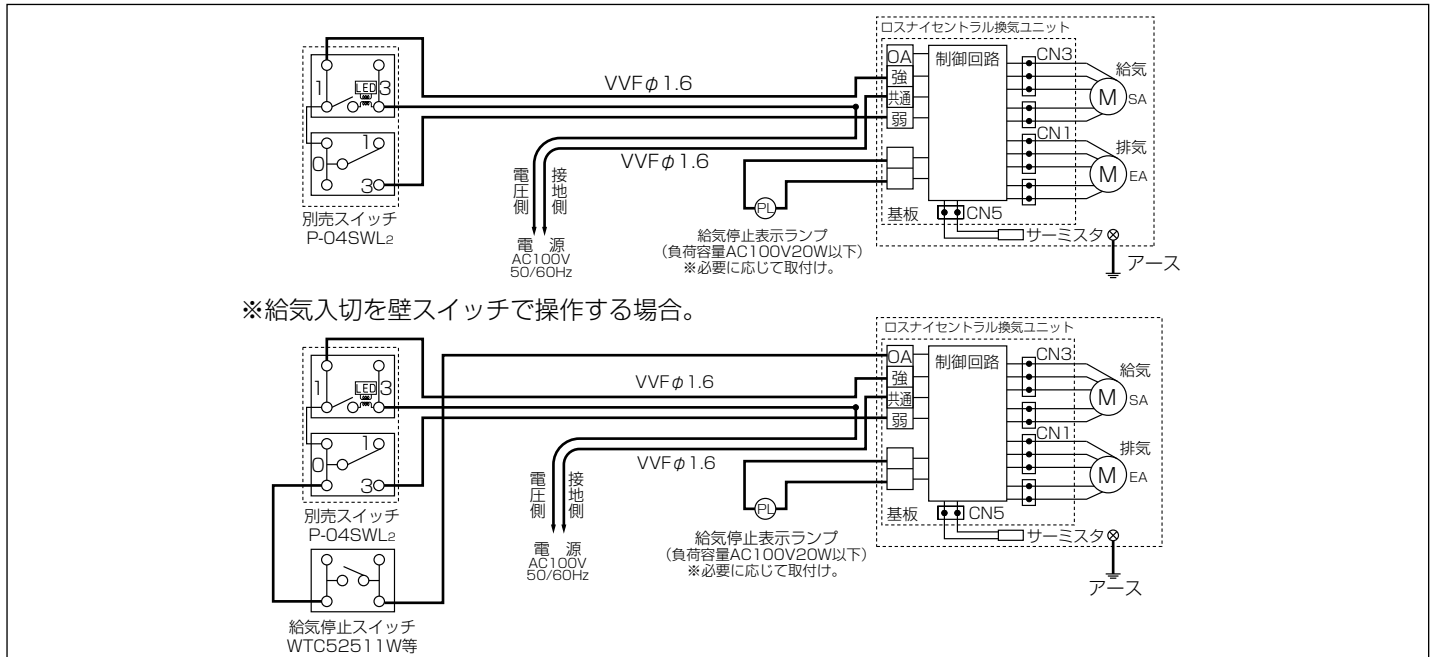 ロスナイセントラル換気ユニット
1
LED
3
0
1
3
別売スイッチ
P-04SWL2
VVFφ1.6
VVFφ1.6
電圧側
接地側
電 源
AC100V
50/60Hz
PL
給気停止表示ランプ
(負荷容量AC100V20W以下)
※必要に応じて取付け。
OA
強
共通
弱
制御回路
CN3
給気
M
SA
CN1
排気
M
EA
基板
CN5
サーミスタ
アース
※給気入切を壁スイッチで操作する場合。
ロスナイセントラル換気ユニット
1
LED
3
0
1
3
別売スイッチ
P-04SWL2
給気停止スイッチ
WTC52511W等
VVFφ1.6
VVFφ1.6
電圧側
接地側
電 源
AC100V
50/60Hz
PL
給気停止表示ランプ
(負荷容量AC100V20W以下)
※必要に応じて取付け。
OA
強
共通
弱
制御回路
CN3
給気
M
SA
CN1
排気
M
EA
基板
CN5
サーミスタ
アース